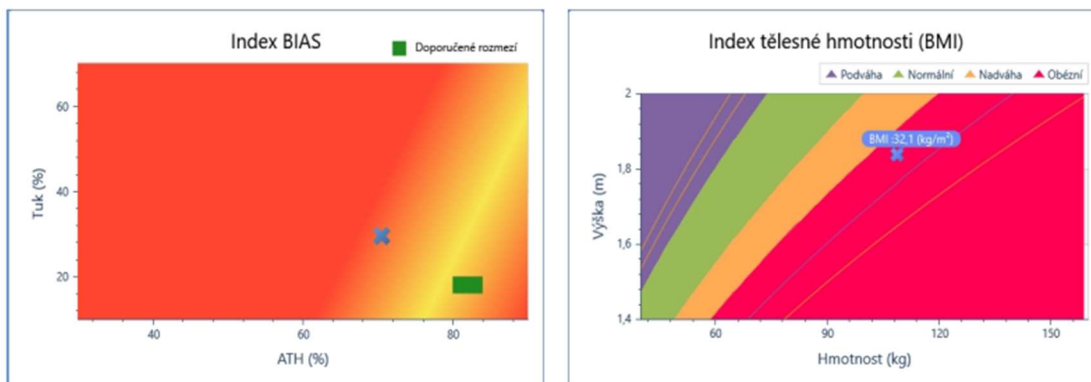 Index BIAS
Doporučené rozmezí
60
40
20
Tuk (%)
40
60
80
ATH (%)
Index tělesné hmotnosti (BMI)
Podváha Normální Nadváha Obézní
2
BMI :32,1 (kg/m²)
1,8
1,6
1,4
Výška (m)
60
90
120
150
Hmotnost (kg)